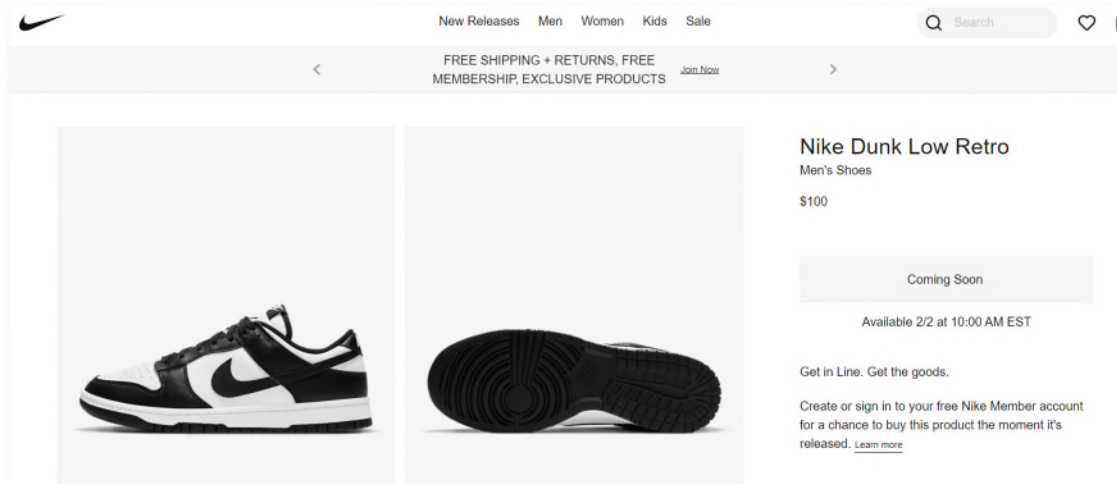 New Releases Men Women Kids Sale
Search
FREE SHIPPING + RETURNS, FREE
MEMBERSHIP, EXCLUSIVE PRODUCTS
Join Now
Nike Dunk Low Retro
Men's Shoes
$100
Coming Soon
Available 2/2 at 10:00 AM EST
Get in Line. Get the goods.
Create or sign in to your free Nike Member account
for a chance to buy this product the moment it's
released. Learn more